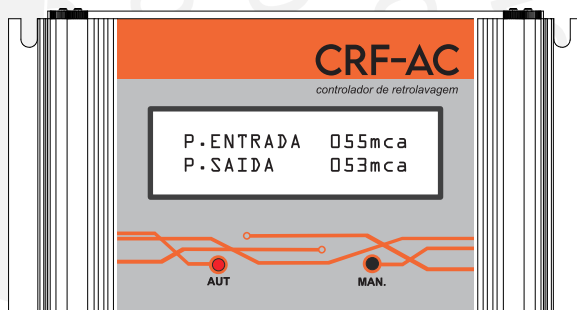 CRF-AC
controlador de retrolavagem
P.ENTRADA 055mca
P.SAIDA 053mca
AUT MAN.